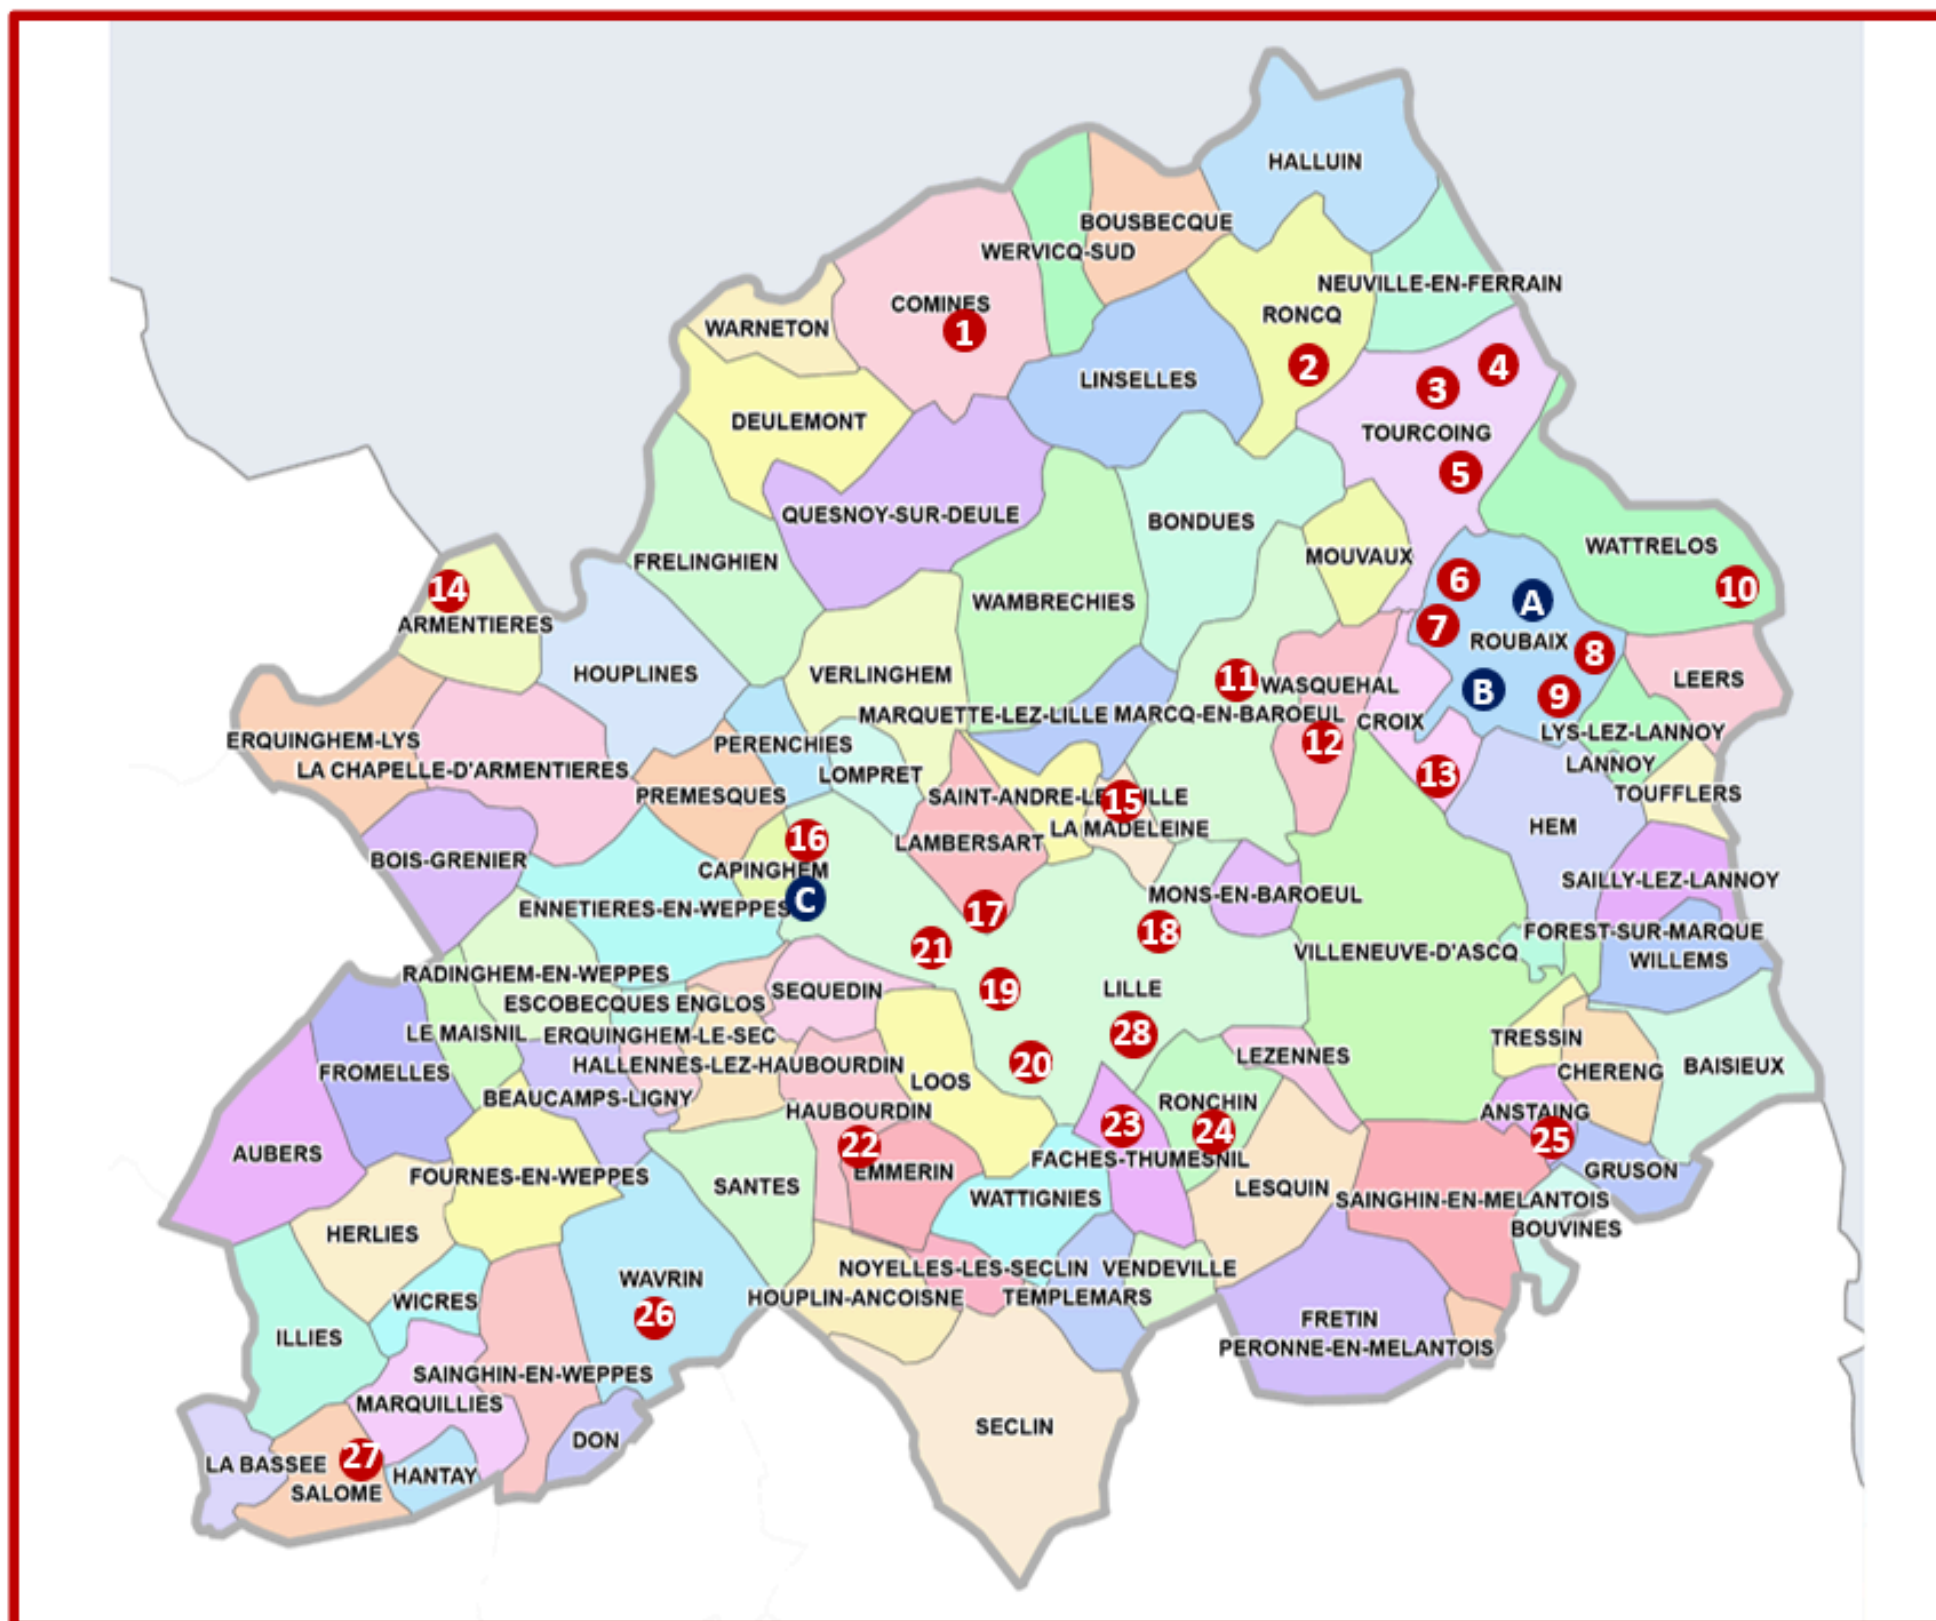 HALLUIN
BOUSBECQUE
WERVICQ-SUD
NEUVILLE-EN-FERRAIN
COMINES
1
RONCQ
WARNETON
2
4
LINSELLES
3
DEULEMONT
TOURCOING
5
QUESNOY-SUR-DEULE
BONDUES
WATTRELOS
MOUVAUX
FRELINGHIEN
6
10
14
WAMBRECHIES
A
ARMENTIERES
7
ROUBAIX
8
HOUPLINES
VERLINGHEM
11
WASQUEHAL
LEERS
B
9
MARQUETTE-LEZ-LILLE
MARCQ-EN-BAROEUL
CROIX
LYS-LEZ-LANNOY
ERQUINGHEM-LYS
PERENCHIES
12
LANNOY
LA CHAPELLE-D'ARMENTIERES
LOMPRET
13
PREMESQUES
SAINT-ANDRE-LE
15
ILLE
TOUFFLERS
LA MADELEINE
HEM
16
LAMBERSART
BOIS-GRENIER
CAPINGHEM
SAILLY-LEZ-LANNOY
C
MONS-EN-BAROEUL
ENNETIERES-EN-WEPPES
17
18
FOREST-SUR-MARQUE
21
VILLENEUVE-D'ASCQ
WILLEMS
RADINGHEM-EN-WEPPES
SEQUEDIN
19
LILLE
ESCOBECQUES
ENGLOS
LE MAISNIL
ERQUINGHEM-LE-SEC
28
TRESSIN
LEZENNES
HALLENNES-LEZ-HAUBOURDIN
20
BAISIEUX
FROMELLES
LOOS
CHERENG
BEAUCAMPS-LIGNY
RONCHIN
HAUBOURDIN
ANSTAING
23
24
25
AUBERS
22
FACHES-THUMESNIL
EMMERIN
GRUSON
FOURNES-EN-WEPPES
SANTES
LESQUIN
WATTIGNIES
SAINGHIN-EN-MELANTOIS
HERLIES
BOUVINES
NOYELLES-LES-SECLIN
VENDEVILLE
WAVRIN
HOUPLIN-ANCOISNE
TEMPLEMARS
WICRES
26
FRETIN
ILLIES
PERONNE-EN-MELANTOIS
SAINGHIN-EN-WEPPES
MARQUILLIES
SECLIN
DON
27
LA BASSEE
HANTAY
SALOME